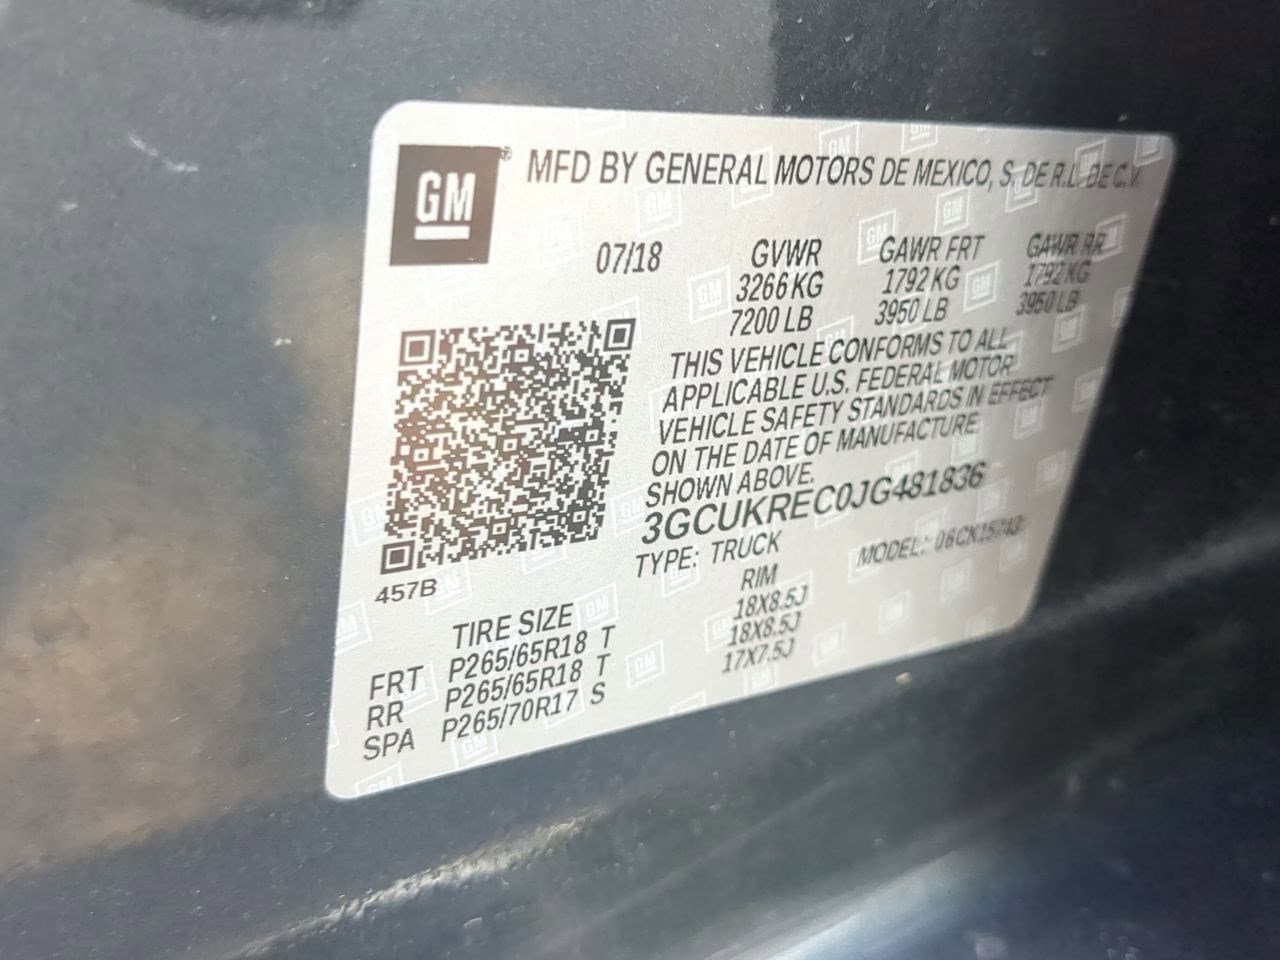 GM
MFD BY GENERAL MOTORS DE MEXICO, S. DE R.L. DE C.V.
07/18 GVWR GAWR FRT GAWR RR
3266 KG 1792 KG 1792 KG
7200 LB 3950 LB 3950 LB
THIS VEHICLE CONFORMS TO ALL
APPLICABLE U.S. FEDERAL MOTOR
VEHICLE SAFETY STANDARDS IN EFFECT
ON THE DATE OF MANUFACTURE
SHOWN ABOVE.
3GCUKREC0JG481836
TYPE: TRUCK MODEL:
457B
TIRE SIZE RIM
FRT P265/65R18 T 18X8.5J
RR P265/65R18 T 18X8.5J
SPA P265/70R17 S 17X7.5J